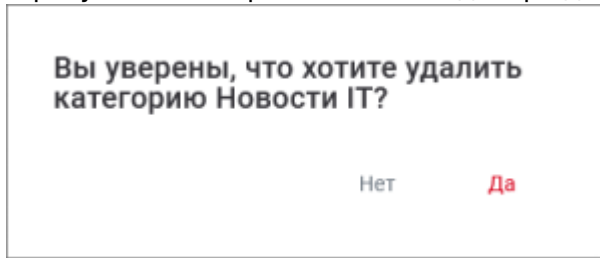 Вы уверены, что хотите удалить
категорию Новости IT?
Нет Да